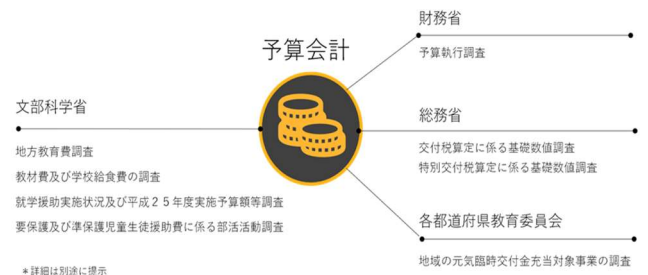 予算会計
文部科学省
地方教育費調査
教材費及び学校給食費の調査
就学援助実施状況及び平成２５年度実施予算額等調査
要保護及び準保護児童生徒援助費に係る部活活動調査
＊詳細は別途に提示
財務省
予算執行調査
総務省
交付税算定に係る基礎数値調査
特別交付税算定に係る基礎数値調査
各都道府県教育委員会
地域の元気臨時交付金充当対象事業の調査